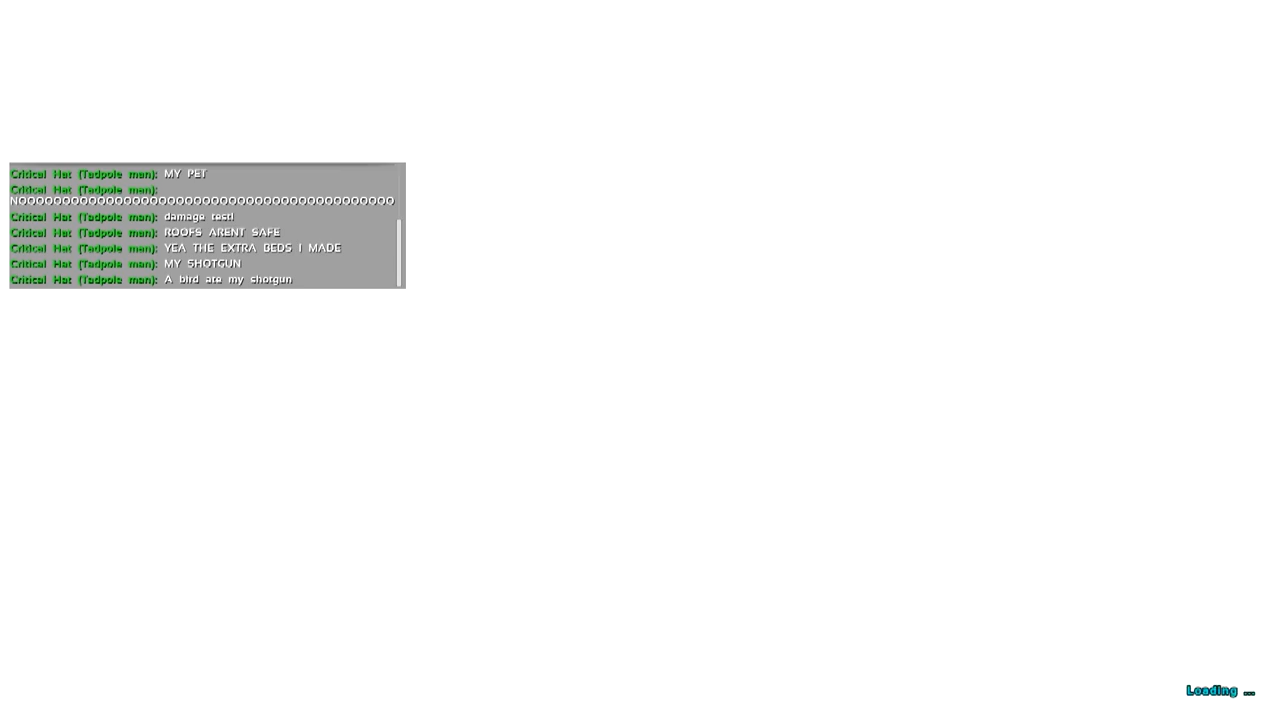 Critical Hat (Tadpole man): MY PET
Critical Hat (Tadpole man):
NOOOOOOOOOOOOOOOOOOOOOOOOOOOOOOOOOOOOOOOOOO
Critical Hat (Tadpole man): damage test!
Critical Hat (Tadpole man): ROOFS ARENT SAFE
Critical Hat (Tadpole man): YEA THE EXTRA BEDS I MADE
Critical Hat (Tadpole man): MY SHOTGUN
Critical Hat (Tadpole man): A bird ate my shotgun
Loading ...